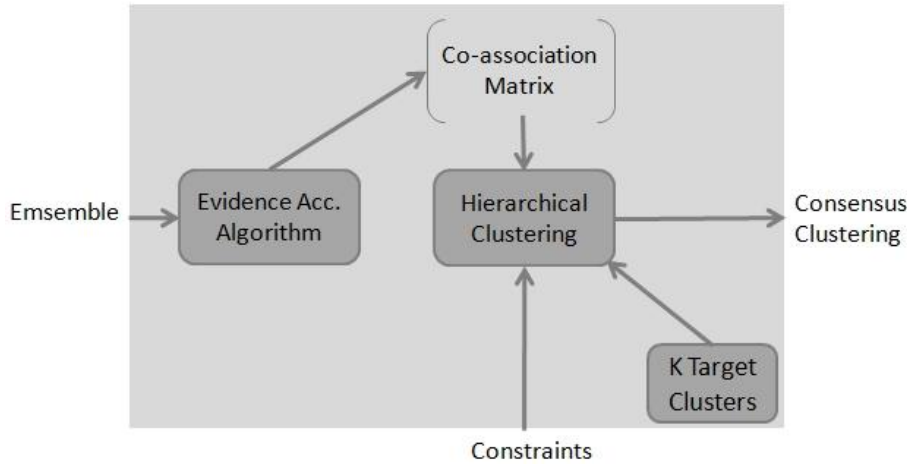 Co-association
Matrix
Emsemble
Evidence Acc.
Algorithm
Hierarchical
Clustering
Consensus
Clustering
K Target
Clusters
Constraints